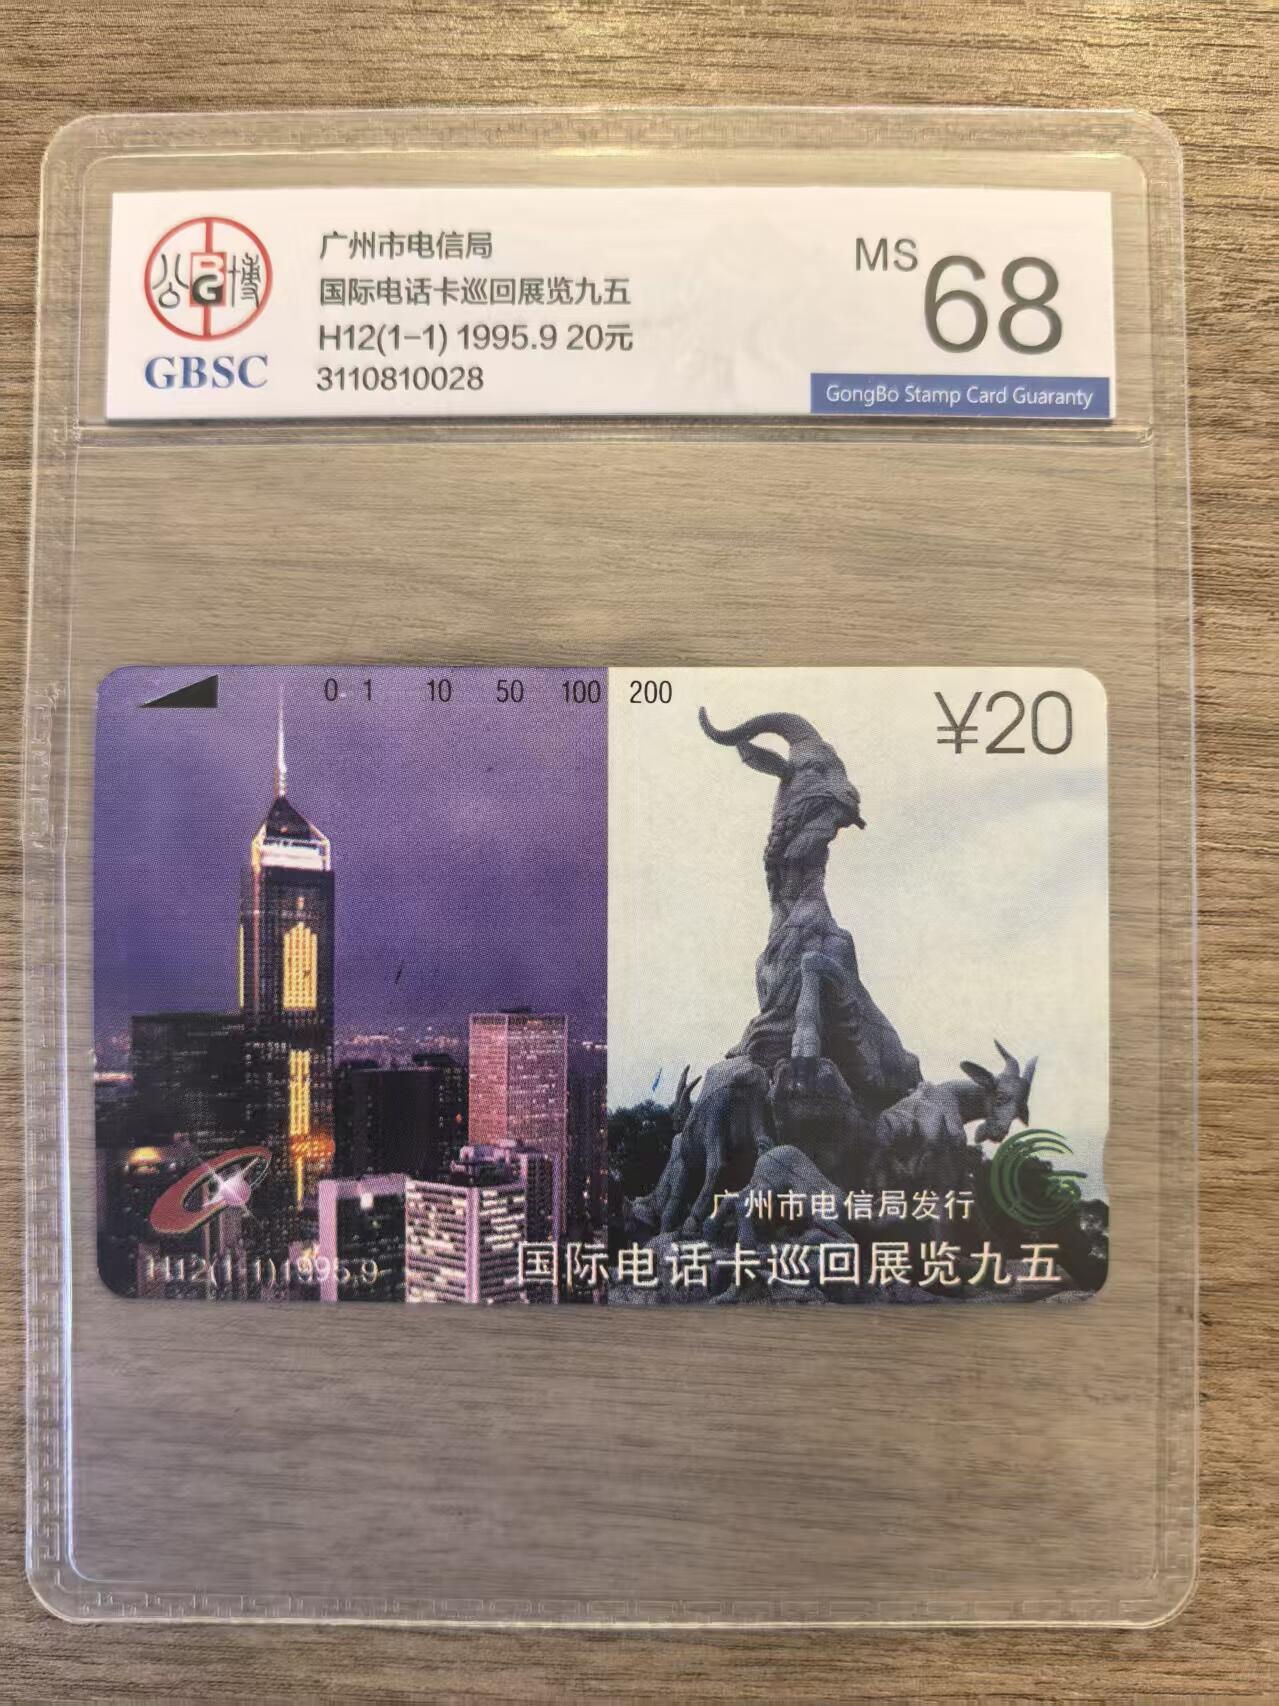 公 BG 博
GBSC
广州市电信局
国际电话卡巡回展览九五
H12(1-1) 1995.9 20元
3110810028
MS 68
GongBo Stamp Card Guaranty
0 1 10 50 100 200
¥20
广州市电信局发行
H12(1-1)1995.9
国际电话卡巡回展览九五